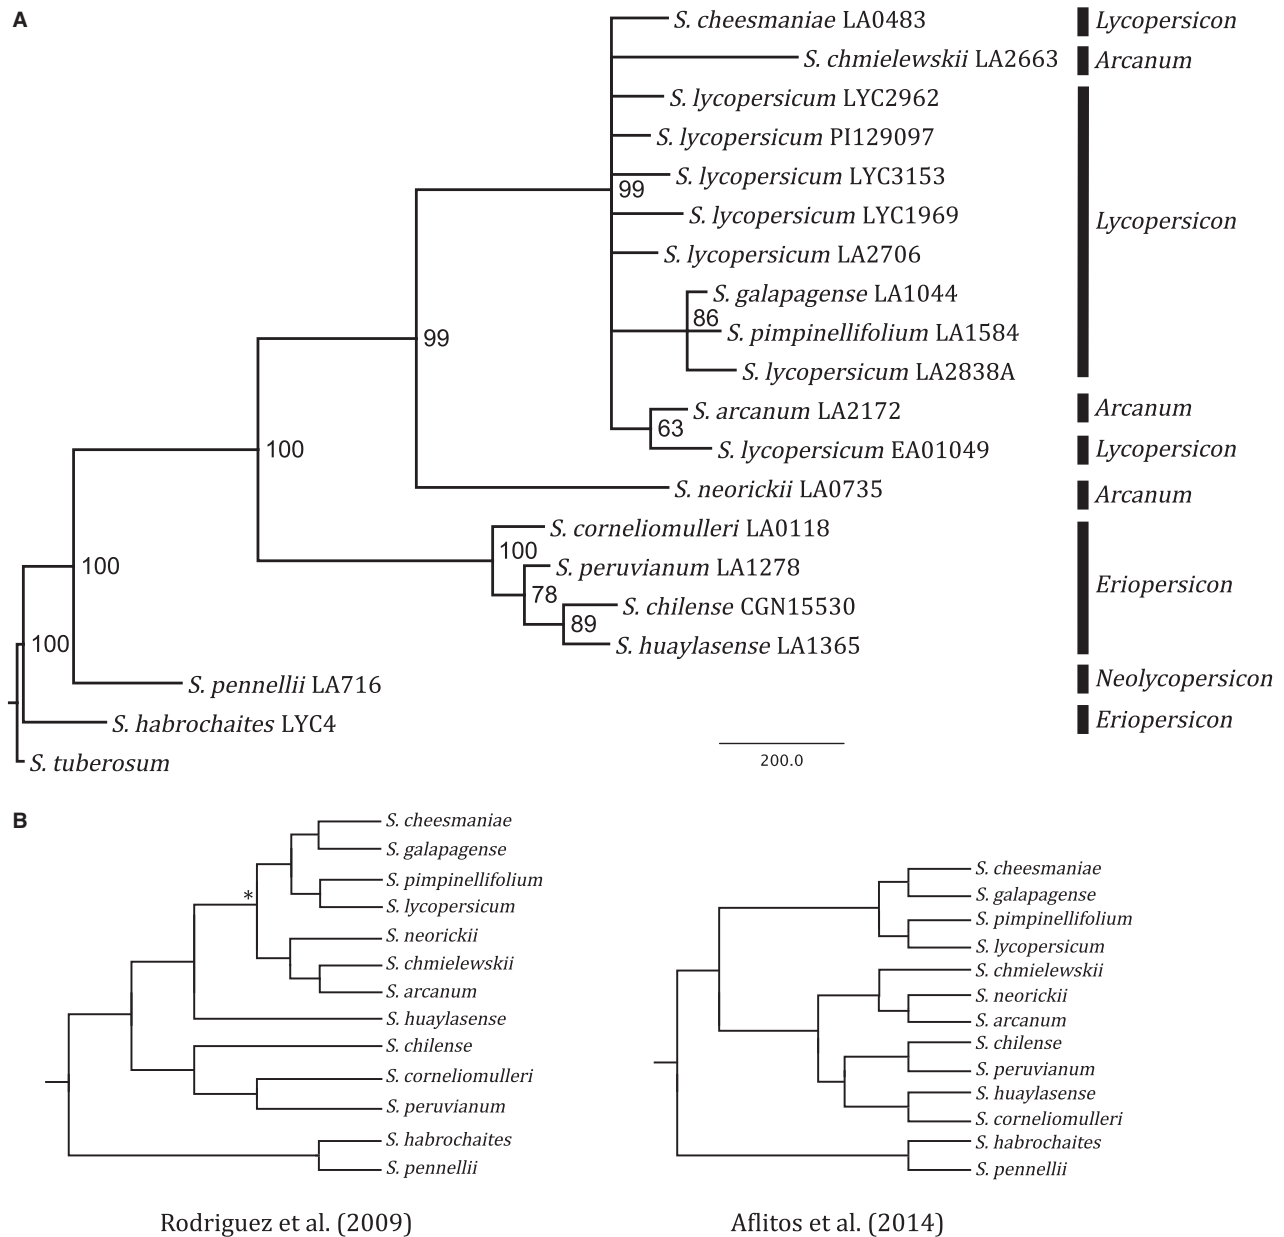 A
S. cheesmaniae LA0483 Lycopersicon
S. chmielewskii LA2663 Arcanum
S. lycopersicum LYC2962
S. lycopersicum PI129097
S. lycopersicum LYC3153
99
S. lycopersicum LYC1969
Lycopersicon
S. lycopersicum LA2706
S. galapagense LA1044
86
S. pimpinellifolium LA1584
99
S. lycopersicum LA2838A
S. arcanum LA2172 Arcanum
63
S. lycopersicum EA01049 Lycopersicon
100
S. neorickii LA0735 Arcanum
S. corneliomulleri LA0118
100
S. peruvianum LA1278
100
Eriopersicon
78
S. chilense CGN15530
89
S. huaylasense LA1365
100
S. pennellii LA716 Neolycopersicon
S. habrochaites LYC4 Eriopersicon
S. tuberosum
200.0
B
S. cheesmaniae
S. galapagense
S. pimpinellifolium
*
S. lycopersicum
S. neorickii
S. chmielewskii
S. arcanum
S. huaylasense
S. chilense
S. corneliomulleri
S. peruvianum
S. habrochaites
S. pennellii
Rodriguez et al. (2009)
S. cheesmaniae
S. galapagense
S. pimpinellifolium
S. lycopersicum
S. chmielewskii
S. neorickii
S. arcanum
S. chilense
S. peruvianum
S. huaylasense
S. corneliomulleri
S. habrochaites
S. pennellii
Aflitos et al. (2014)